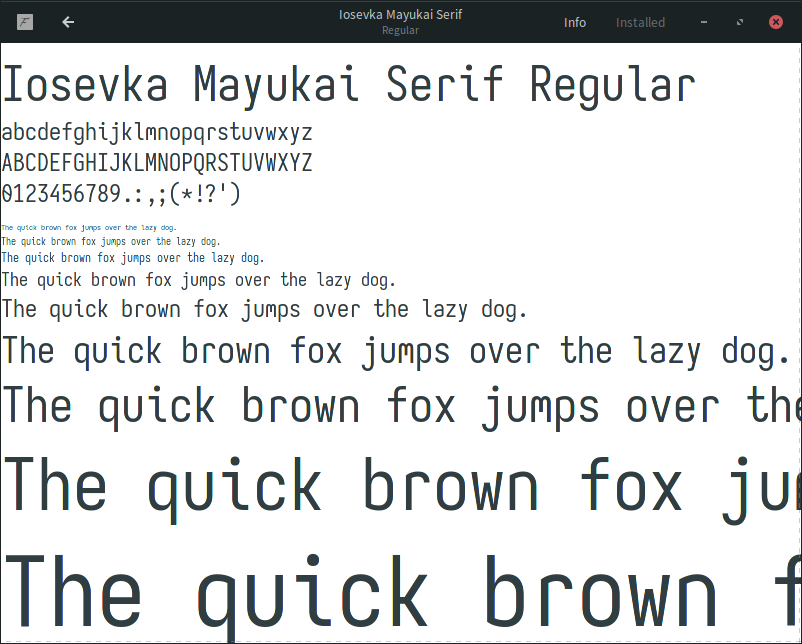 Iosevka Mayukai Serif
Regular
Info
Installed
Iosevka Mayukai Serif Regular
abcdefghijklmnopqrstuvwxyz
ABCDEFGHIJKLMNOPQRSTUVWXYZ
0123456789.:,;(*!?')
The quick brown fox jumps over the lazy dog.
The quick brown fox jumps over the lazy dog.
The quick brown fox jumps over the lazy dog.
The quick brown fox jumps over the lazy dog.
The quick brown fox jumps over the lazy dog.
The quick brown fox jumps over the lazy dog.
The quick brown fox jumps over the
The quick brown fox ju
The quick brown f